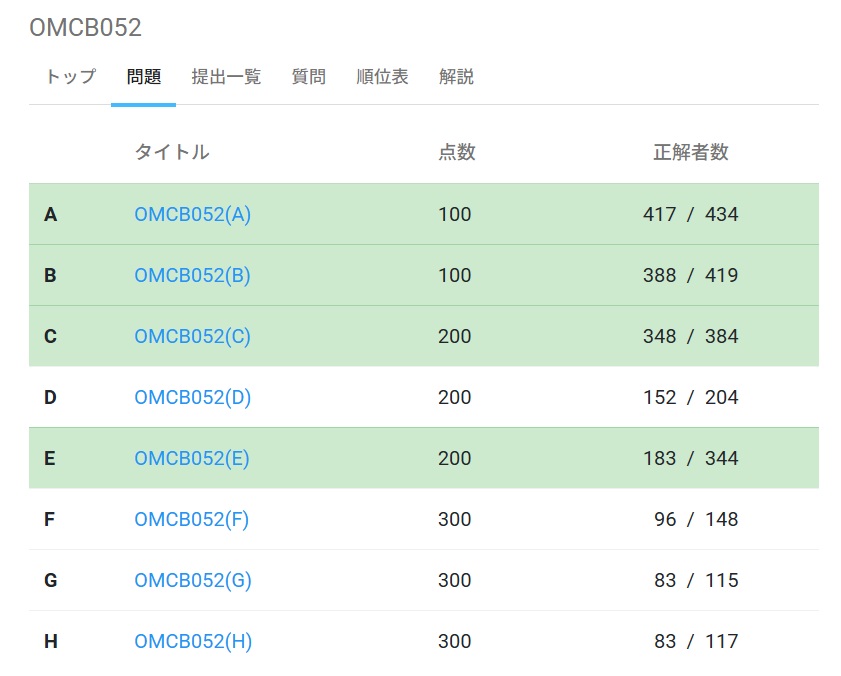 OMCB052
トップ 問題 提出一覧 質問 順位表 解説
タイトル 点数 正解者数
A OMCB052(A) 100 417 / 434
B OMCB052(B) 100 388 / 419
C OMCB052(C) 200 348 / 384
D OMCB052(D) 200 152 / 204
E OMCB052(E) 200 183 / 344
F OMCB052(F) 300 96 / 148
G OMCB052(G) 300 83 / 115
H OMCB052(H) 300 83 / 117